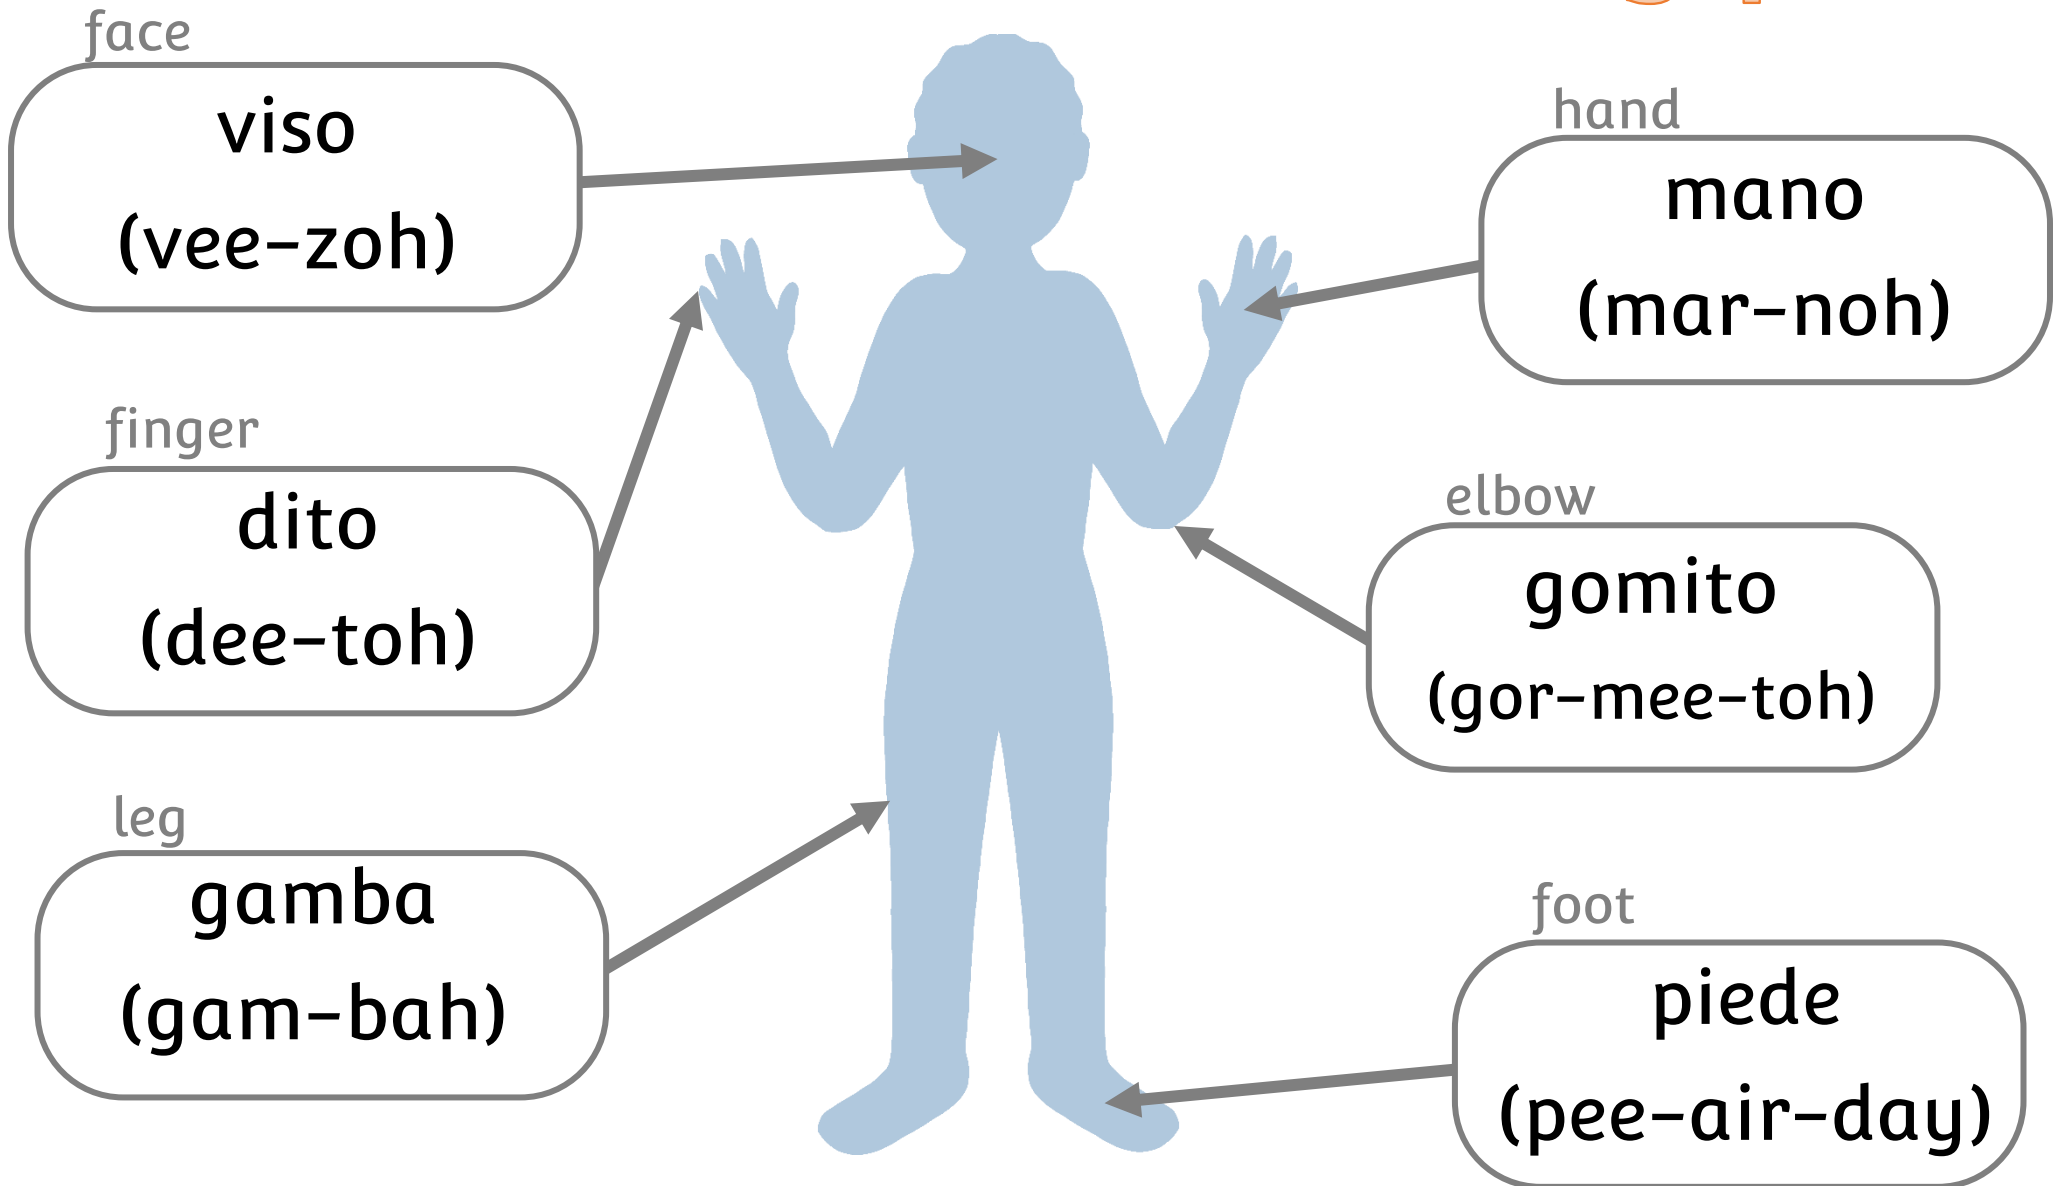 face
viso
(vee-zoh)
finger
dito
(dee-toh)
leg
gamba
(gam-bah)
hand
mano
(mar-noh)
elbow
gomito
(gor-mee-toh)
foot
piede
(pee-air-day)